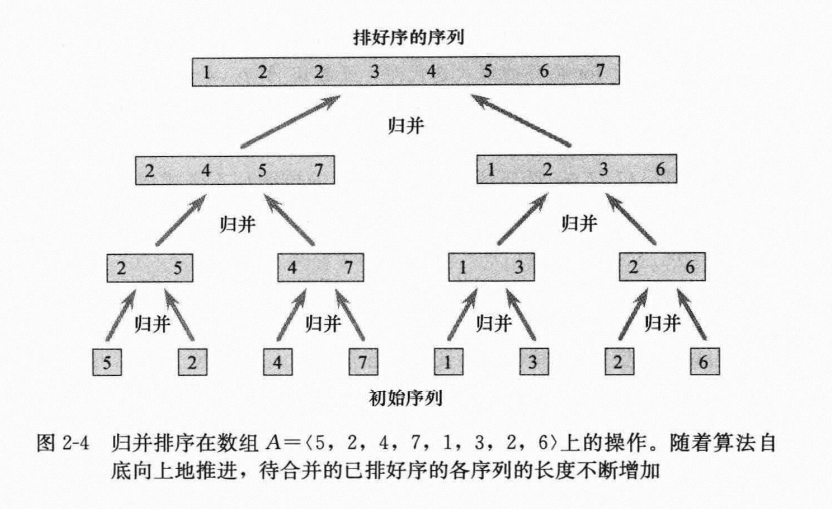 排好序的序列
1 2 2 3 4 5 6 7
归并
2 4 5 7
1 2 3 6
归并
归并
2 5
4 7
1 3
2 6
归并
归并
归并
归并
5
2
4
7
1
3
2
6
初始序列
图 2-4 归并排序在数组 A=〈5，2，4，7，1，3，2，6〉上的操作。随着算法自
底向上地推进，待合并的已排好序的各序列的长度不断增加